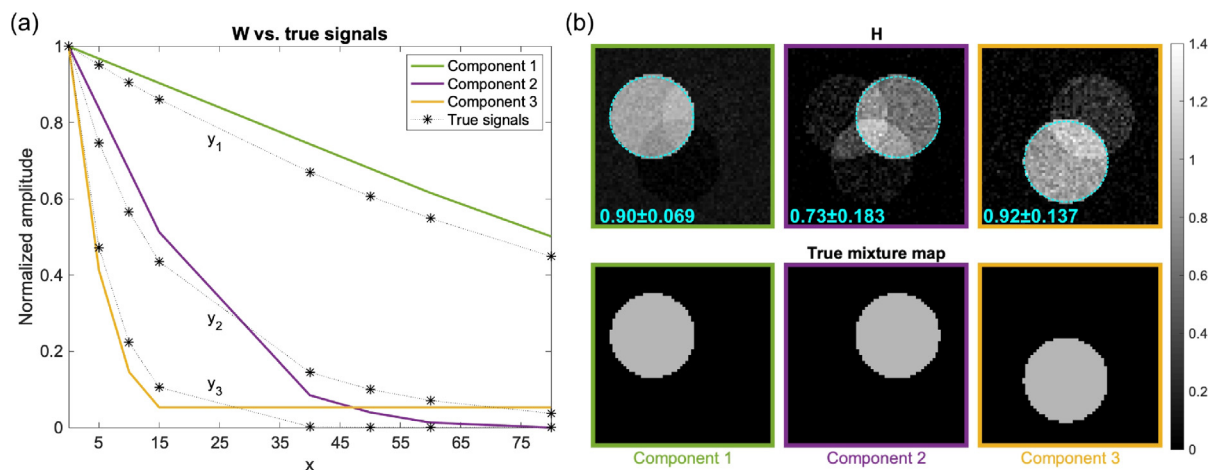 (a)
W vs. true signals
Normalized amplitude
1
0.8
0.6
0.4
0.2
0
5 15 25 35 45 55 65 75
x
Component 1
Component 2
Component 3
True signals
y1
y2
y3
(b)
H
0.90±0.069
0.73±0.183
0.92±0.137
True mixture map
Component 1
Component 2
Component 3
1.4
1.2
1
0.8
0.6
0.4
0.2
0